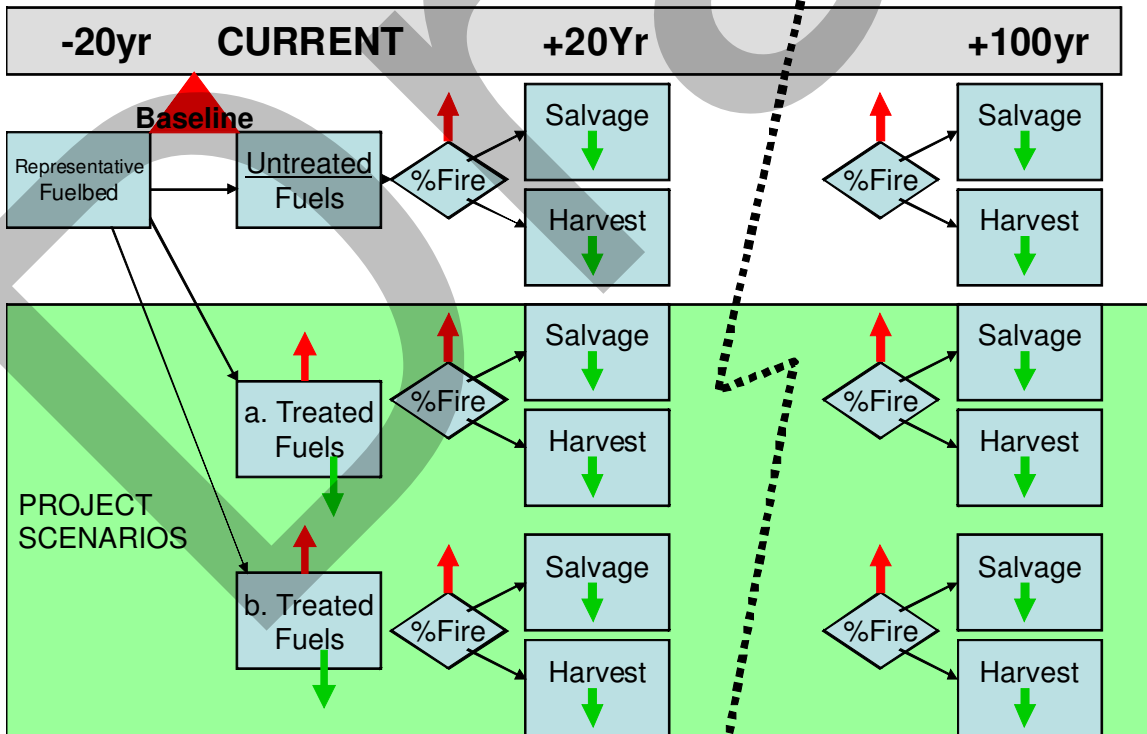 -20yr CURRENT +20Yr +100yr
Baseline
Representative
Fuelbed
Untreated
Fuels
%Fire
Salvage
Harvest
%Fire
Salvage
Harvest
a. Treated
Fuels
%Fire
Salvage
Harvest
%Fire
Salvage
Harvest
PROJECT
SCENARIOS
b. Treated
Fuels
%Fire
Salvage
Harvest
%Fire
Salvage
Harvest